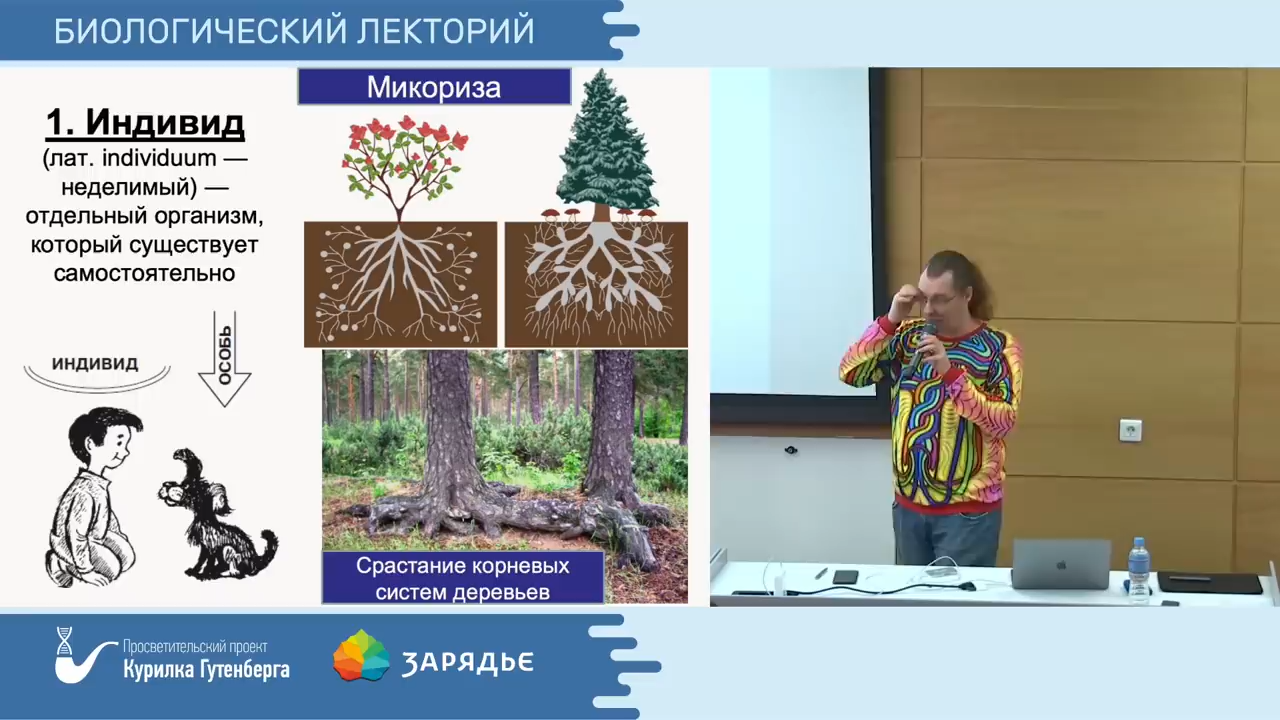 БИОЛОГИЧЕСКИЙ ЛЕКТОРИЙ
1. Индивид
(лат. individuum —
неделимый) —
отдельный организм,
который существует
самостоятельно
индивид
ОСОБЬ
Микориза
Срастание корневых
систем деревьев
Просветительский проект
Курилка Гутенберга
ЗАРЯДЬЕ